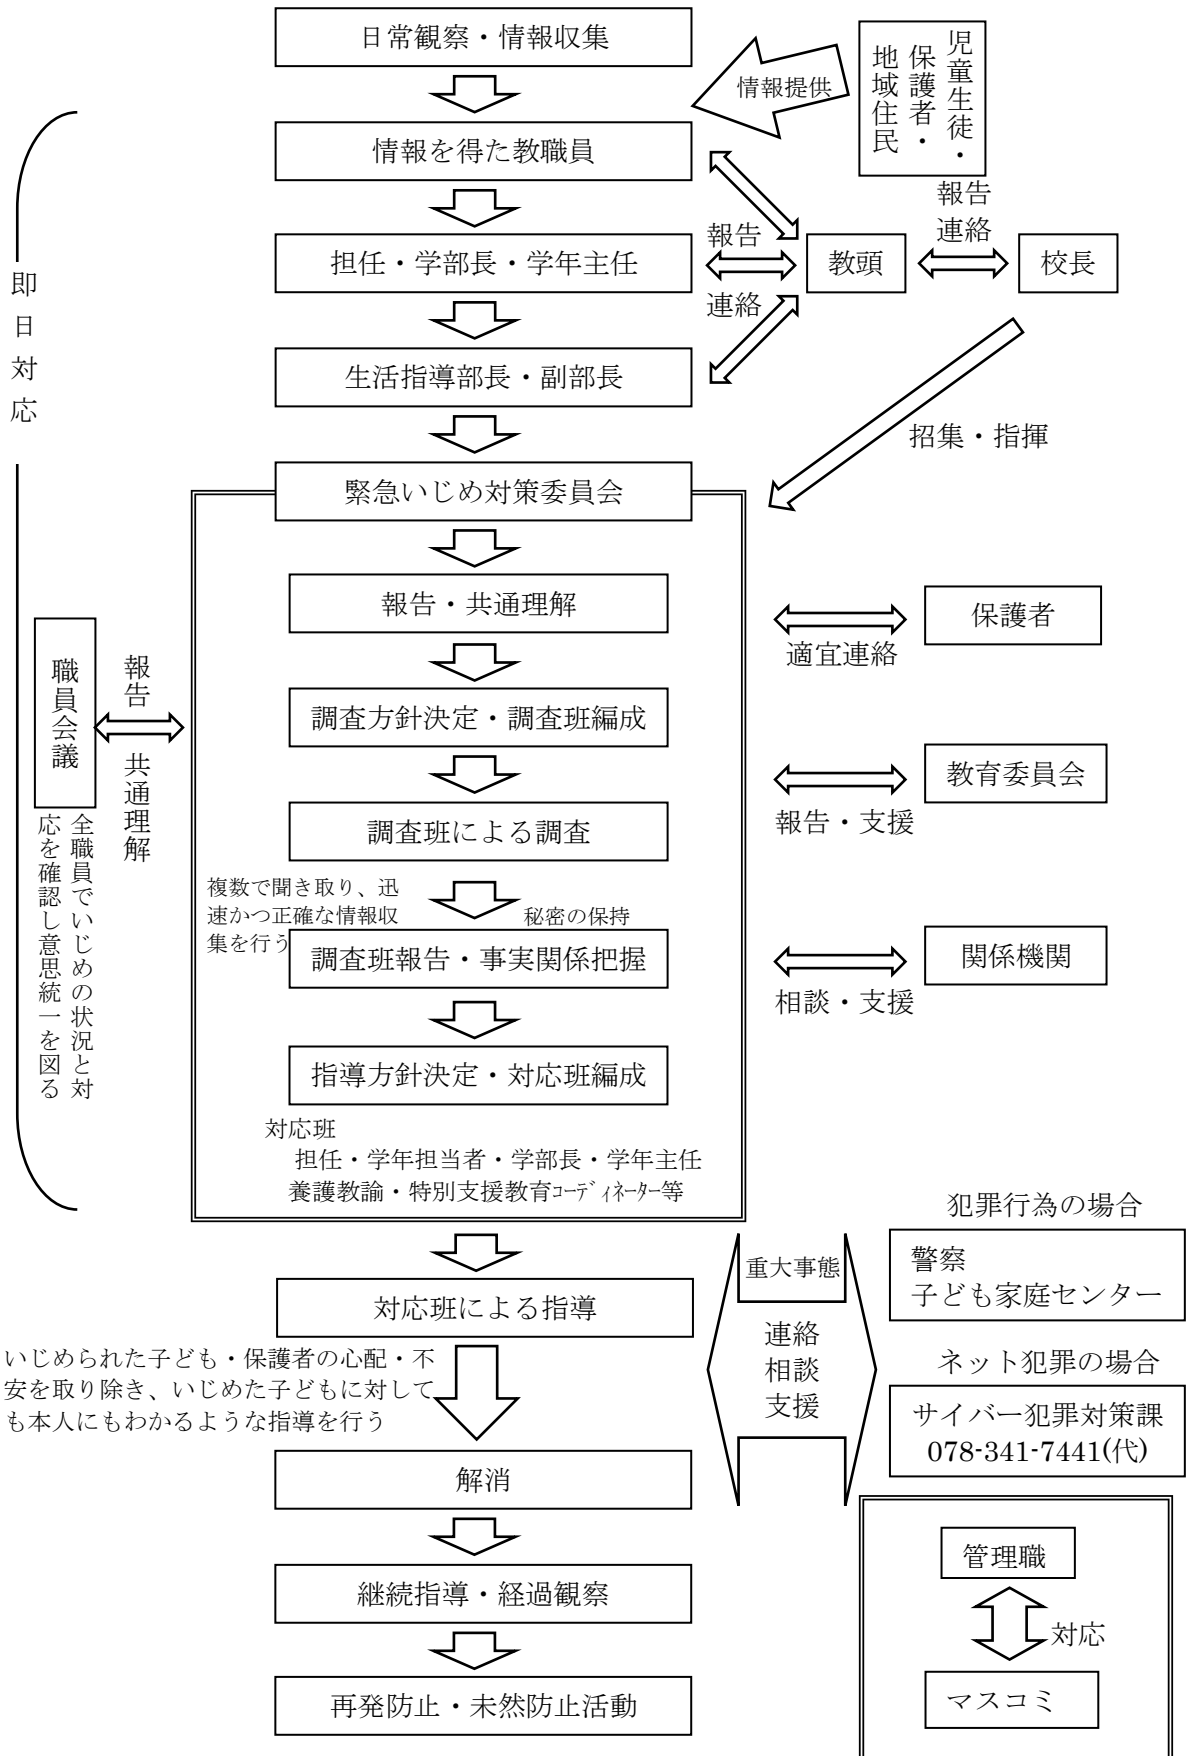 日常観察・情報収集
情報提供
児童生徒・
保護者・
地域住民
情報を得た教職員
報告
連絡
担任・学部長・学年主任
報告
連絡
教頭
校長
即日対応
生活指導部長・副部長
招集・指揮
緊急いじめ対策委員会
報告・共通理解
保護者
適宜連絡
職員会議
報告
共通理解
全職員でいじめの状況と対
応を確認し意思統一を図る
調査方針決定・調査班編成
教育委員会
報告・支援
調査班による調査
複数で聞き取り、迅
速かつ正確な情報収
集を行う
秘密の保持
調査班報告・事実関係把握
関係機関
相談・支援
指導方針決定・対応班編成
対応班
担任・学年担当者・学部長・学年主任
養護教諭・特別支援教育ｺｰﾃﾞｨﾈｰﾀｰ等
犯罪行為の場合
警察
子ども家庭センター
重大事態
連絡
相談
支援
対応班による指導
いじめられた子ども・保護者の心配・不
安を取り除き、いじめた子どもに対して
も本人にもわかるような指導を行う
ネット犯罪の場合
サイバー犯罪対策課
078-341-7441(代)
解消
管理職
対応
マスコミ
継続指導・経過観察
再発防止・未然防止活動